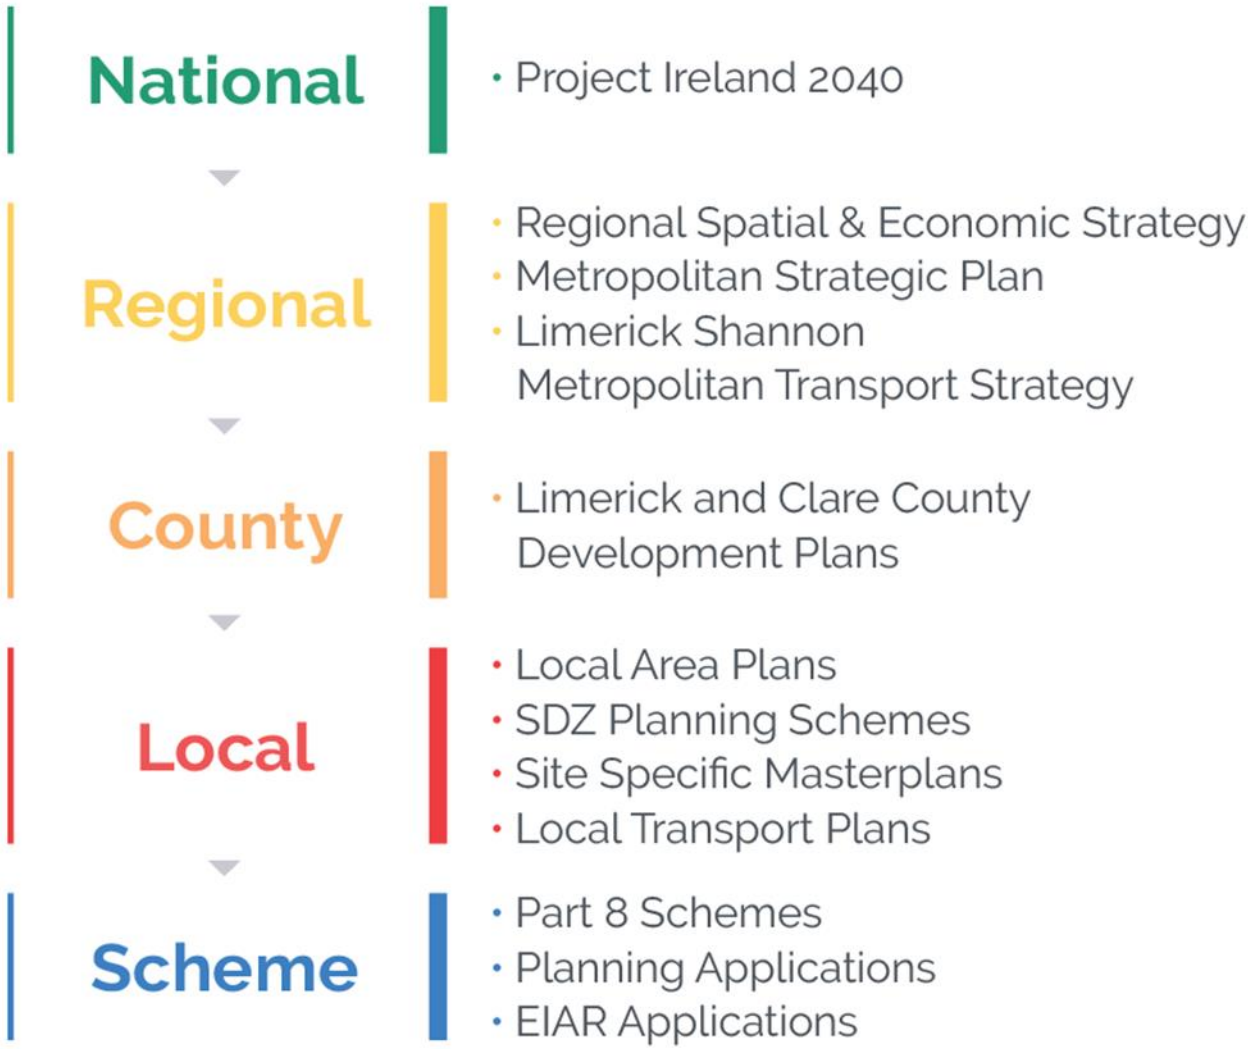 National
• Project Ireland 2040
Regional
• Regional Spatial & Economic Strategy
• Metropolitan Strategic Plan
• Limerick Shannon
Metropolitan Transport Strategy
County
• Limerick and Clare County
Development Plans
Local
• Local Area Plans
• SDZ Planning Schemes
• Site Specific Masterplans
• Local Transport Plans
Scheme
• Part 8 Schemes
• Planning Applications
• EIAR Applications